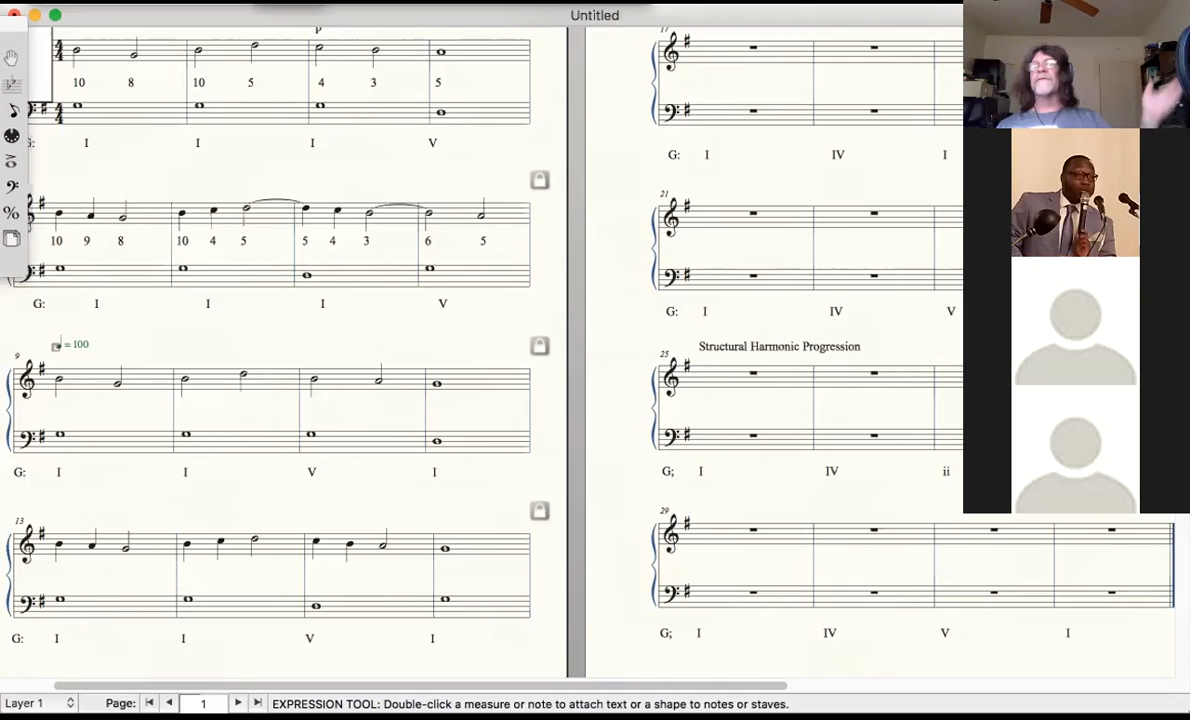 Untitled
p
10 8 10 5 4 3 5
G: I I I V
10 9 8 10 4 5 5 4 3 6 5
G: I I I V
= 100
9
G: I I V I
13
G: I I V I
17
G: I IV I
21
G: I IV V
Structural Harmonic Progression
25
G; I IV ii
29
G; I IV V I
Layer 1 Page: 1 EXPRESSION TOOL: Double-click a measure or note to attach text or a shape to notes or staves.